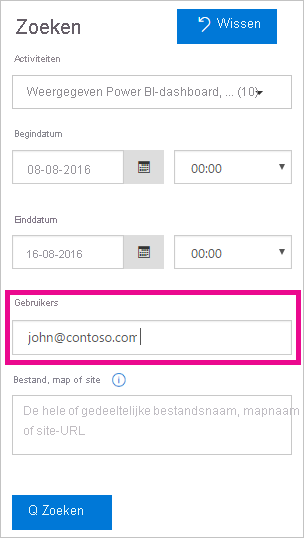 Zoeken
Wissen
Activiteiten
Weergegeven Power BI-dashboard, ... (10)
Begindatum
08-08-2016
00:00
Einddatum
16-08-2016
00:00
Gebruikers
john@contoso.com
Bestand, map of site
De hele of gedeeltelijke bestandsnaam, mapnaam
of site-URL
Q Zoeken